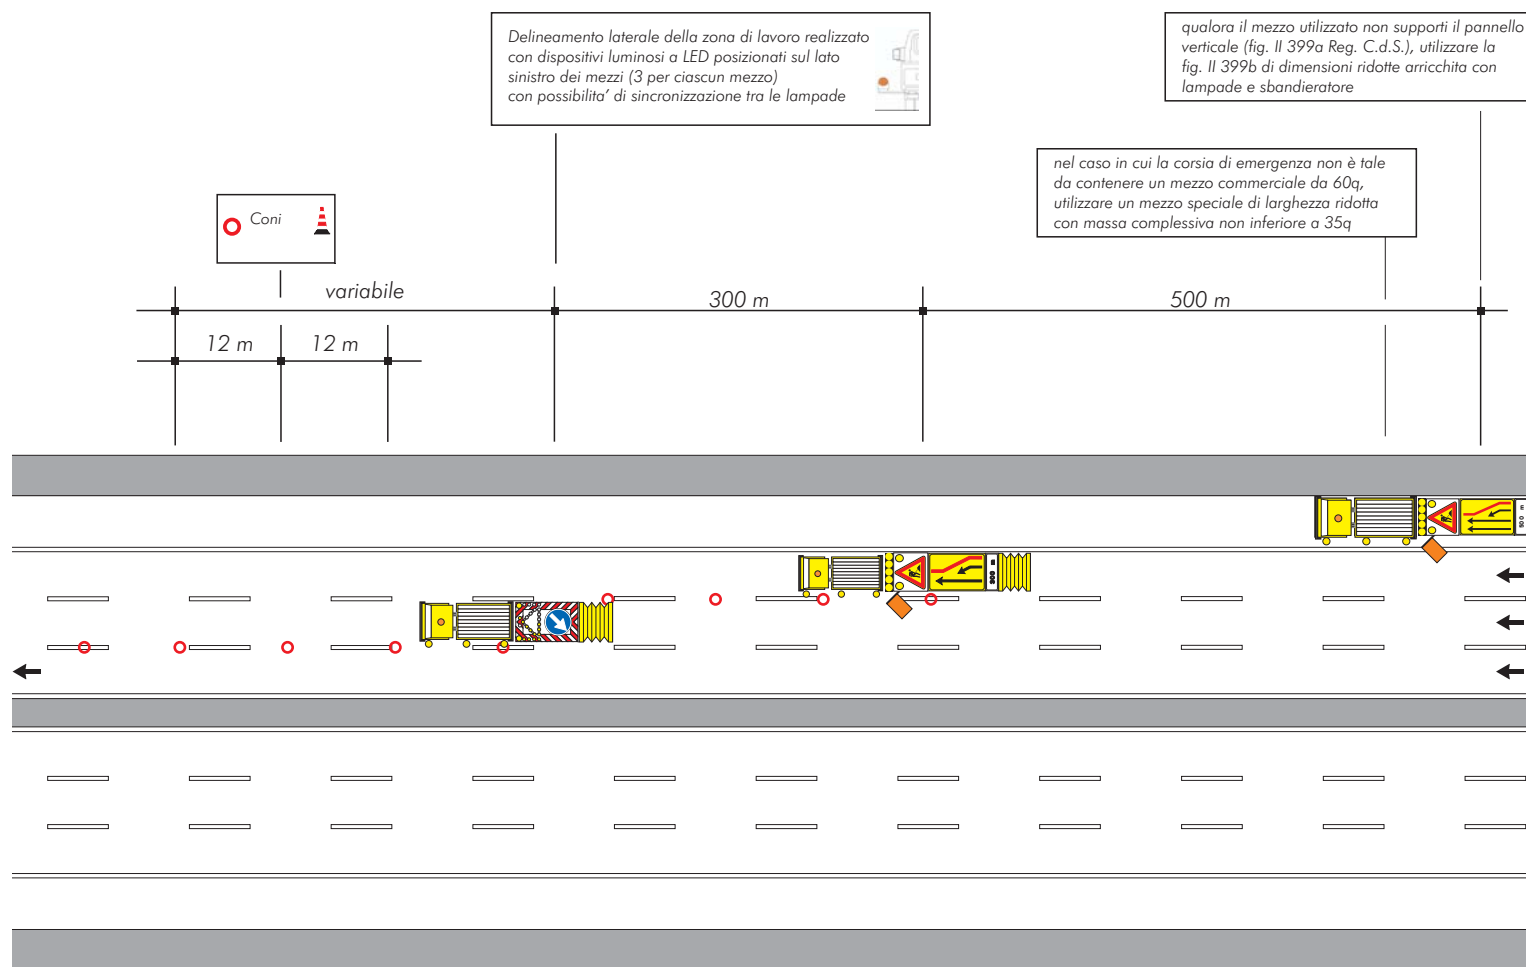 Delineamento laterale della zona di lavoro realizzato
con dispositivi luminosi a LED posizionati sul lato
sinistro dei mezzi (3 per ciascun mezzo)
con possibilita' di sincronizzazione tra le lampade
qualora il mezzo utilizzato non supporti il pannello
verticale (fig. II 399a Reg. C.d.S.), utilizzare la
fig. II 399b di dimensioni ridotte arricchita con
lampade e sbandieratore
nel caso in cui la corsia di emergenza non è tale
da contenere un mezzo commerciale da 60q,
utilizzare un mezzo speciale di larghezza ridotta
con massa complessiva non inferiore a 35q
Coni
variabile
300 m
500 m
12 m
12 m
500 m
300 m